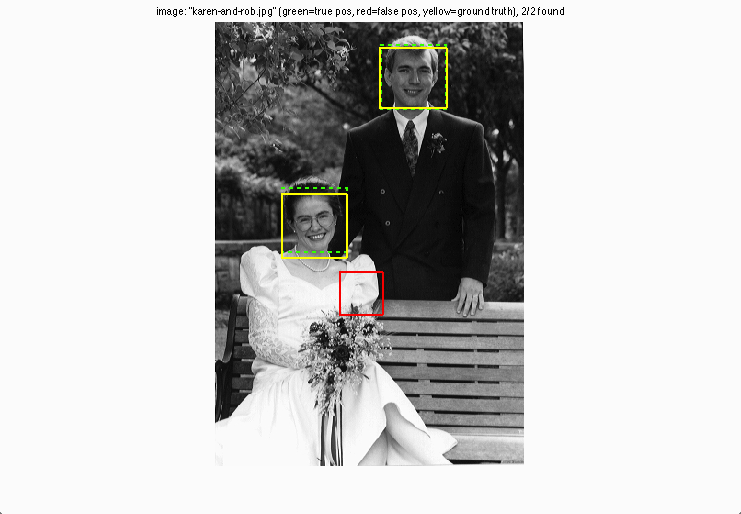 image: "karen-and-rob.jpg" (green=true pos, red=false pos, yellow=ground truth), 2/2 found